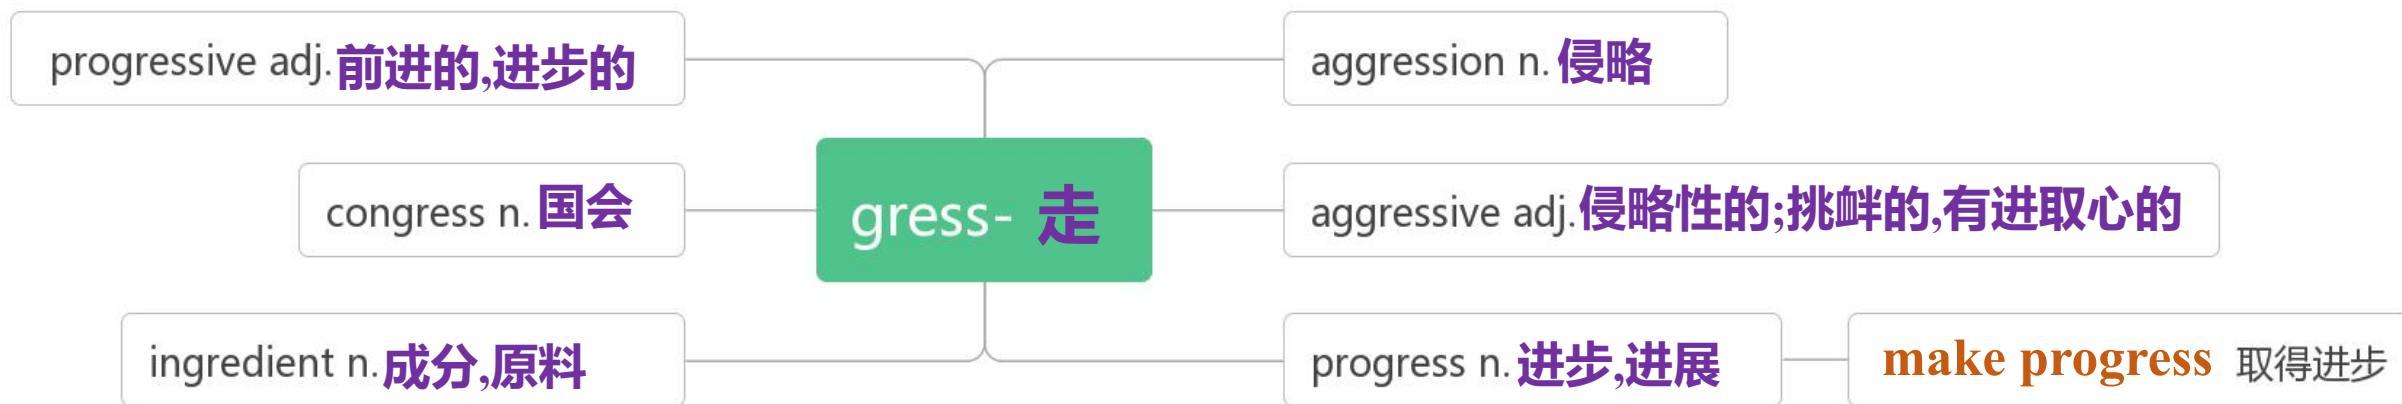 progressive adj.前进的,进步的
aggression n.侵略
congress n.国会
gress- 走
aggressive adj.侵略性的;挑衅的,有进取心的
ingredient n.成分,原料
progress n.进步,进展
make progress 取得进步